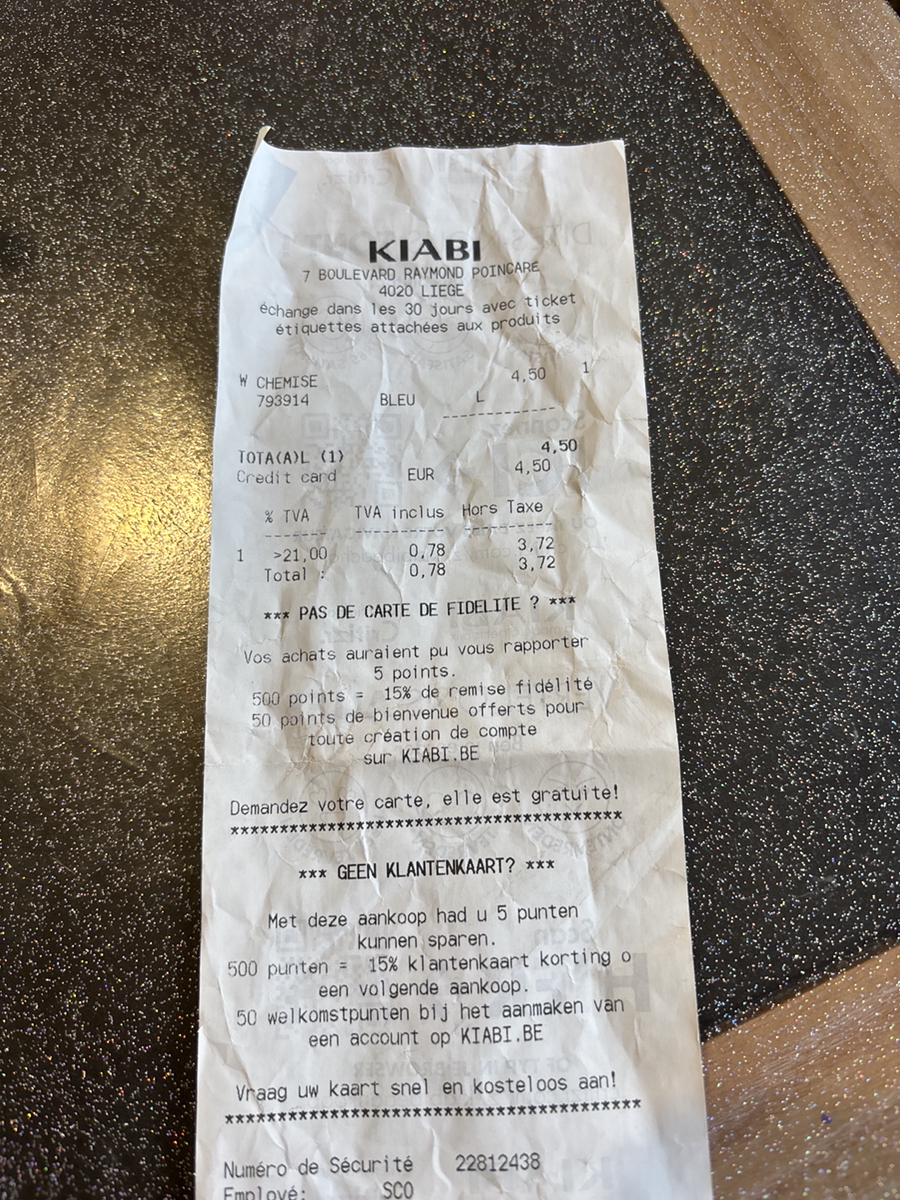 KIABI
7 BOULEVARD RAYMOND POINCARE
4020 LIEGE
échange dans les 30 jours avec ticket
étiquettes attachées aux produits
W CHEMISE 4,50 1
793914 BLEU L
------------
TOTA(A)L (1) 4,50
Credit card EUR 4,50
% TVA TVA inclus Hors Taxe
1 >21,00 0,78 3,72
Total : 0,78 3,72
*** PAS DE CARTE DE FIDELITE ? ***
Vos achats auraient pu vous rapporter
5 points.
500 points = 15% de remise fidélité
50 points de bienvenue offerts pour
toute création de compte
sur KIABI.BE
Demandez votre carte, elle est gratuite!
****************************************
*** GEEN KLANTENKAART? ***
Met deze aankoop had u 5 punten
kunnen sparen.
500 punten = 15% klantenkaart korting o
een volgende aankoop.
50 welkomstpunten bij het aanmaken van
een account op KIABI.BE
Vraag uw kaart snel en kosteloos aan!
****************************************
Numéro de Sécurité 22812438
Employé: SCO